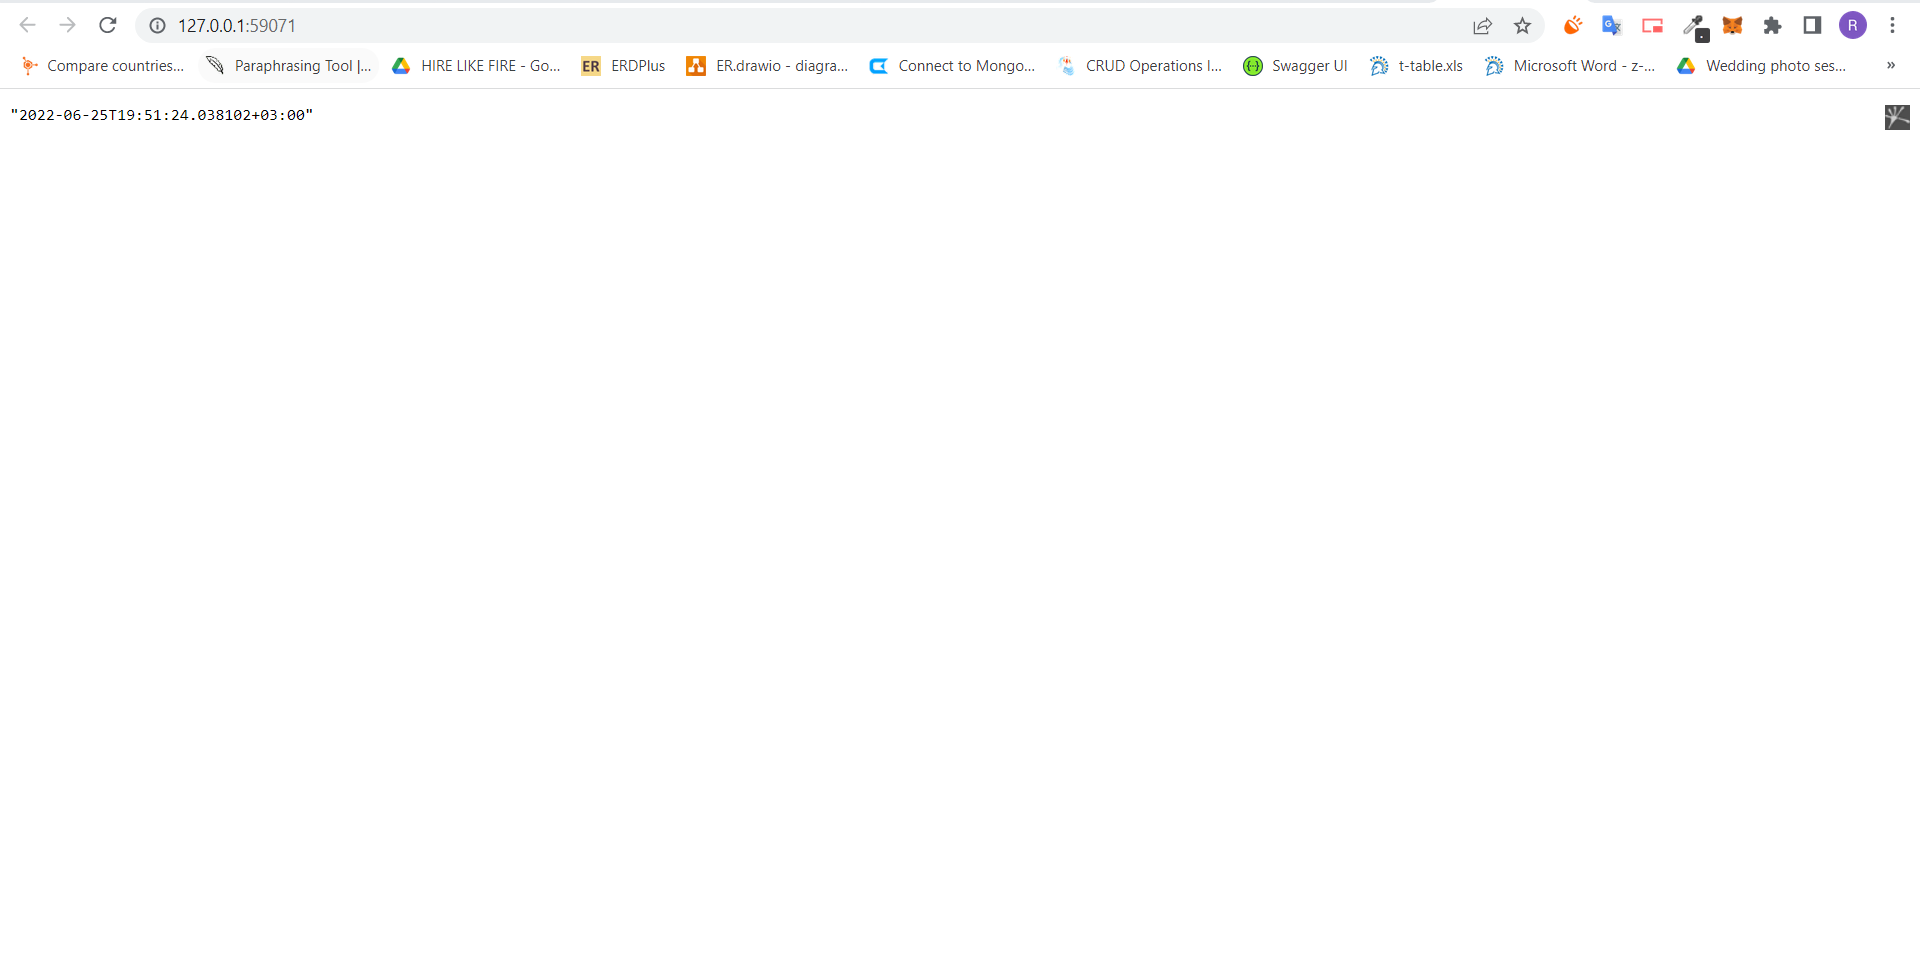 127.0.0.1:59071 R
Compare countries... Paraphrasing Tool |... HIRE LIKE FIRE - Go... ER ERDPlus ER.drawio - diagra... Connect to Mongo... CRUD Operations I... {··} Swagger UI t-table.xls Microsoft Word - z-... Wedding photo ses... »
"2022-06-25T19:51:24.038102+03:00"